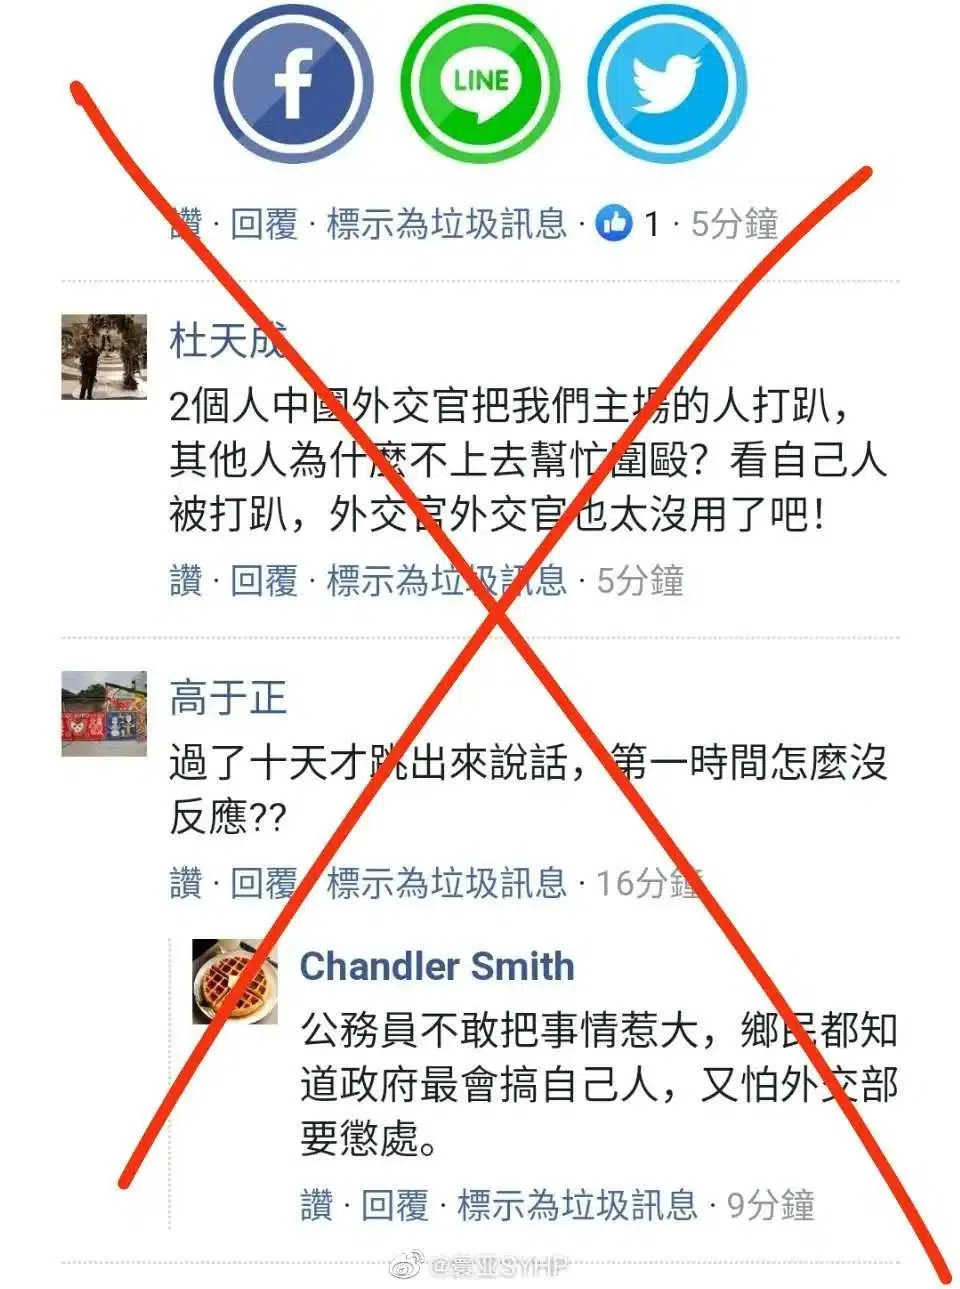 LINE
讚 · 回覆 · 標示為垃圾訊息 · 1 · 5分鐘
杜天成
2個人中國外交官把我們主場的人打趴，
其他人為什麼不上去幫忙圍毆？看自己人
被打趴，外交官外交官也太沒用了吧！
讚 · 回覆 · 標示為垃圾訊息 · 5分鐘
高于正
過了十天才跳出來說話，第一時間怎麼沒
反應??
讚 · 回覆 · 標示為垃圾訊息 · 16分鐘
Chandler Smith
公務員不敢把事情惹大，鄉民都知
道政府最會搞自己人，又怕外交部
要懲處。
讚 · 回覆 · 標示為垃圾訊息 · 9分鐘
@寰亚SYHP